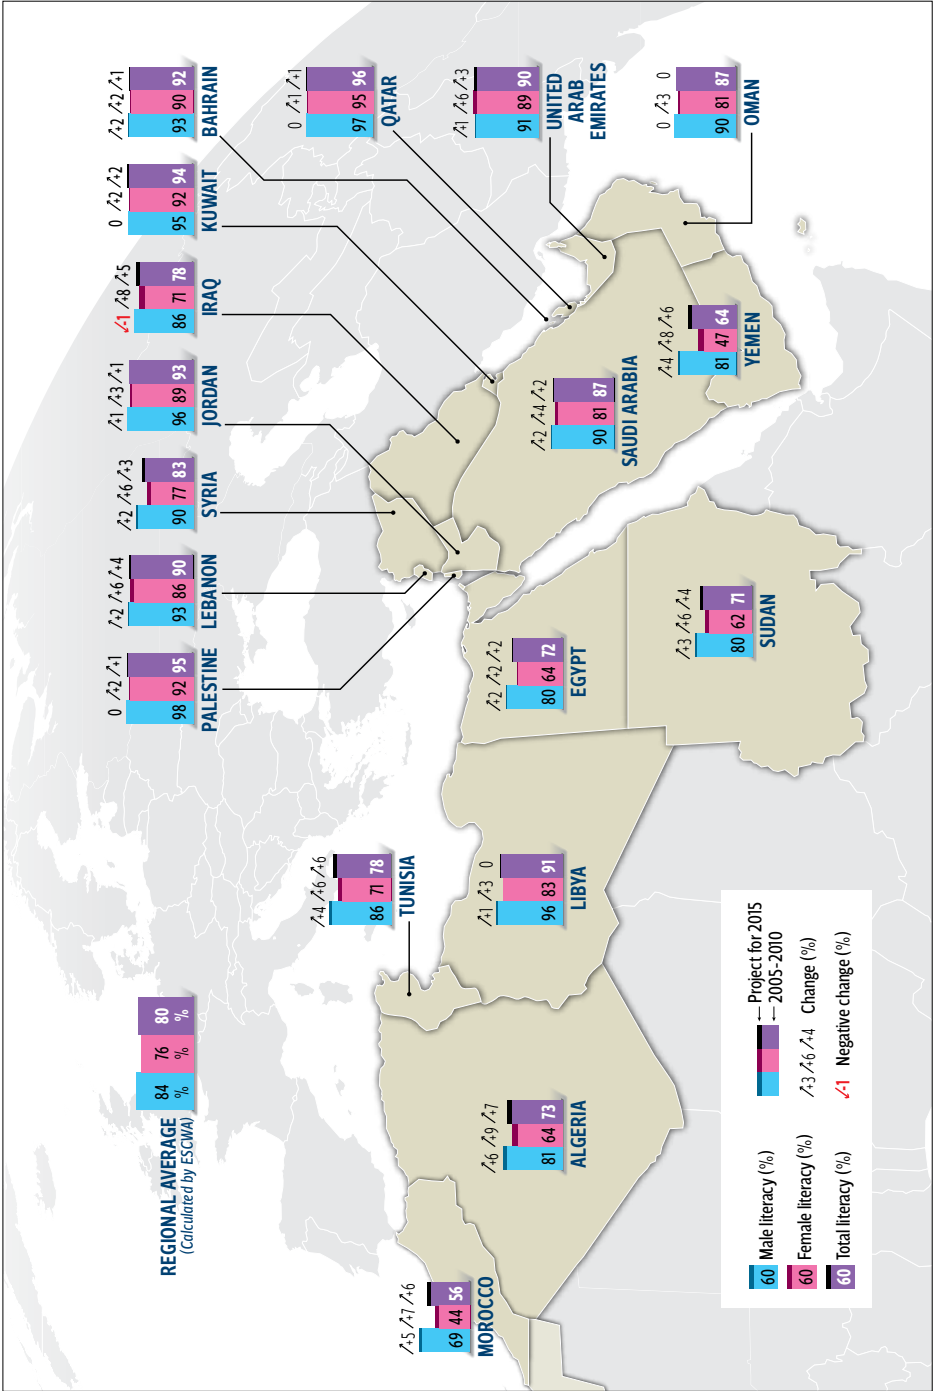 REGIONAL AVERAGE
(Calculated by ESCWA)
84 %
76 %
80 %
PALESTINE
0 +2 +1
98 92 95
LEBANON
+2 +6 +4
93 86 90
SYRIA
+2 +6 +3
90 77 83
JORDAN
+1 +3 +1
96 89 93
IRAQ
-1 +8 +5
86 71 78
KUWAIT
0 +2 +2
95 92 94
BAHRAIN
+2 +2 +1
93 90 92
QATAR
0 +1 +1
97 95 96
UNITED
ARAB
EMIRATES
+1 +6 +3
91 89 90
OMAN
0 +3 0
90 81 87
TUNISIA
+4 +6 +6
86 71 78
MOROCCO
+5 +7 +6
69 44 56
ALGERIA
+6 +9 +7
81 64 73
LIBYA
+1 +3 0
96 83 91
EGYPT
+2 +2 +2
80 64 72
SUDAN
+3 +6 +4
80 62 71
SAUDI ARABIA
+2 +4 +2
90 81 87
YEMEN
+4 +8 +6
81 47 64
60 Male literacy (%)
60 Female literacy (%)
60 Total literacy (%)
Project for 2015
2005-2010
+3 +6 +4 Change (%)
-1 Negative change (%)